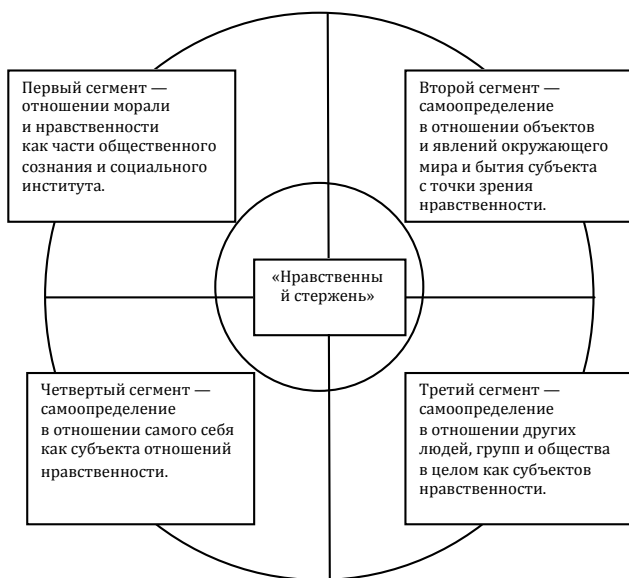 Первый сегмент —
отношении морали
и нравственности
как части общественного
сознания и социального
института.
Второй сегмент —
самоопределение
в отношении объектов
и явлений окружающего
мира и бытия субъекта
с точки зрения
нравственности.
«Нравственны
й стержень»
Четвертый сегмент —
самоопределение
в отношении самого себя
как субъекта отношений
нравственности.
Третий сегмент —
самоопределение
в отношении других
людей, групп и общества
в целом как субъектов
нравственности.